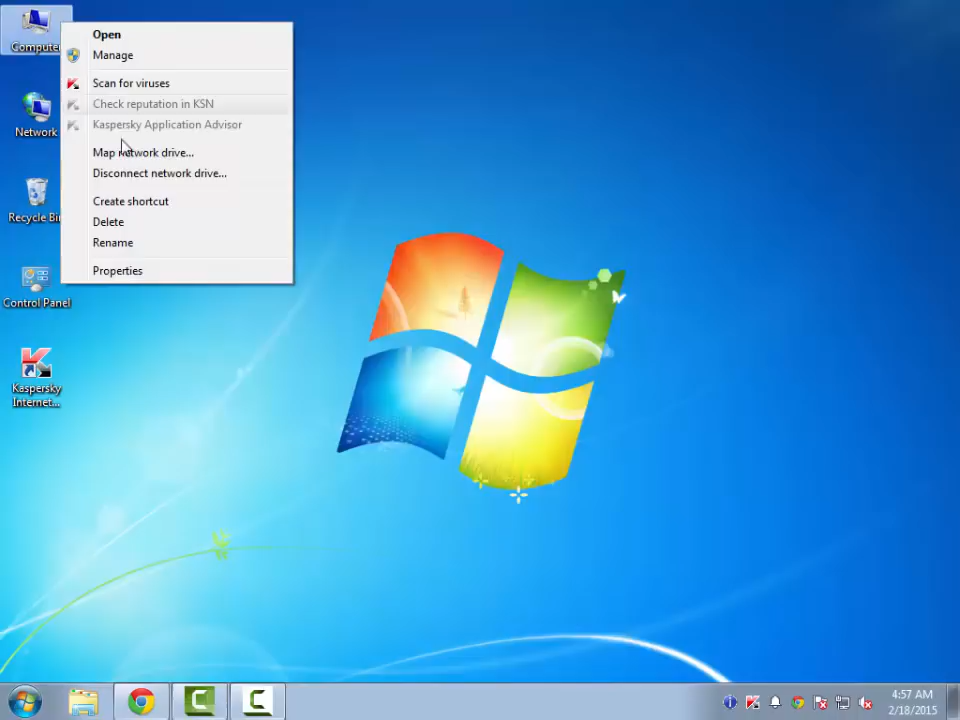 Computer
Open
Manage
Scan for viruses
Check reputation in KSN
Kaspersky Application Advisor
Map network drive...
Disconnect network drive...
Create shortcut
Delete
Rename
Properties
Network
Recycle Bin
Control Panel
Kaspersky
Internet...
4:57 AM
2/18/2015